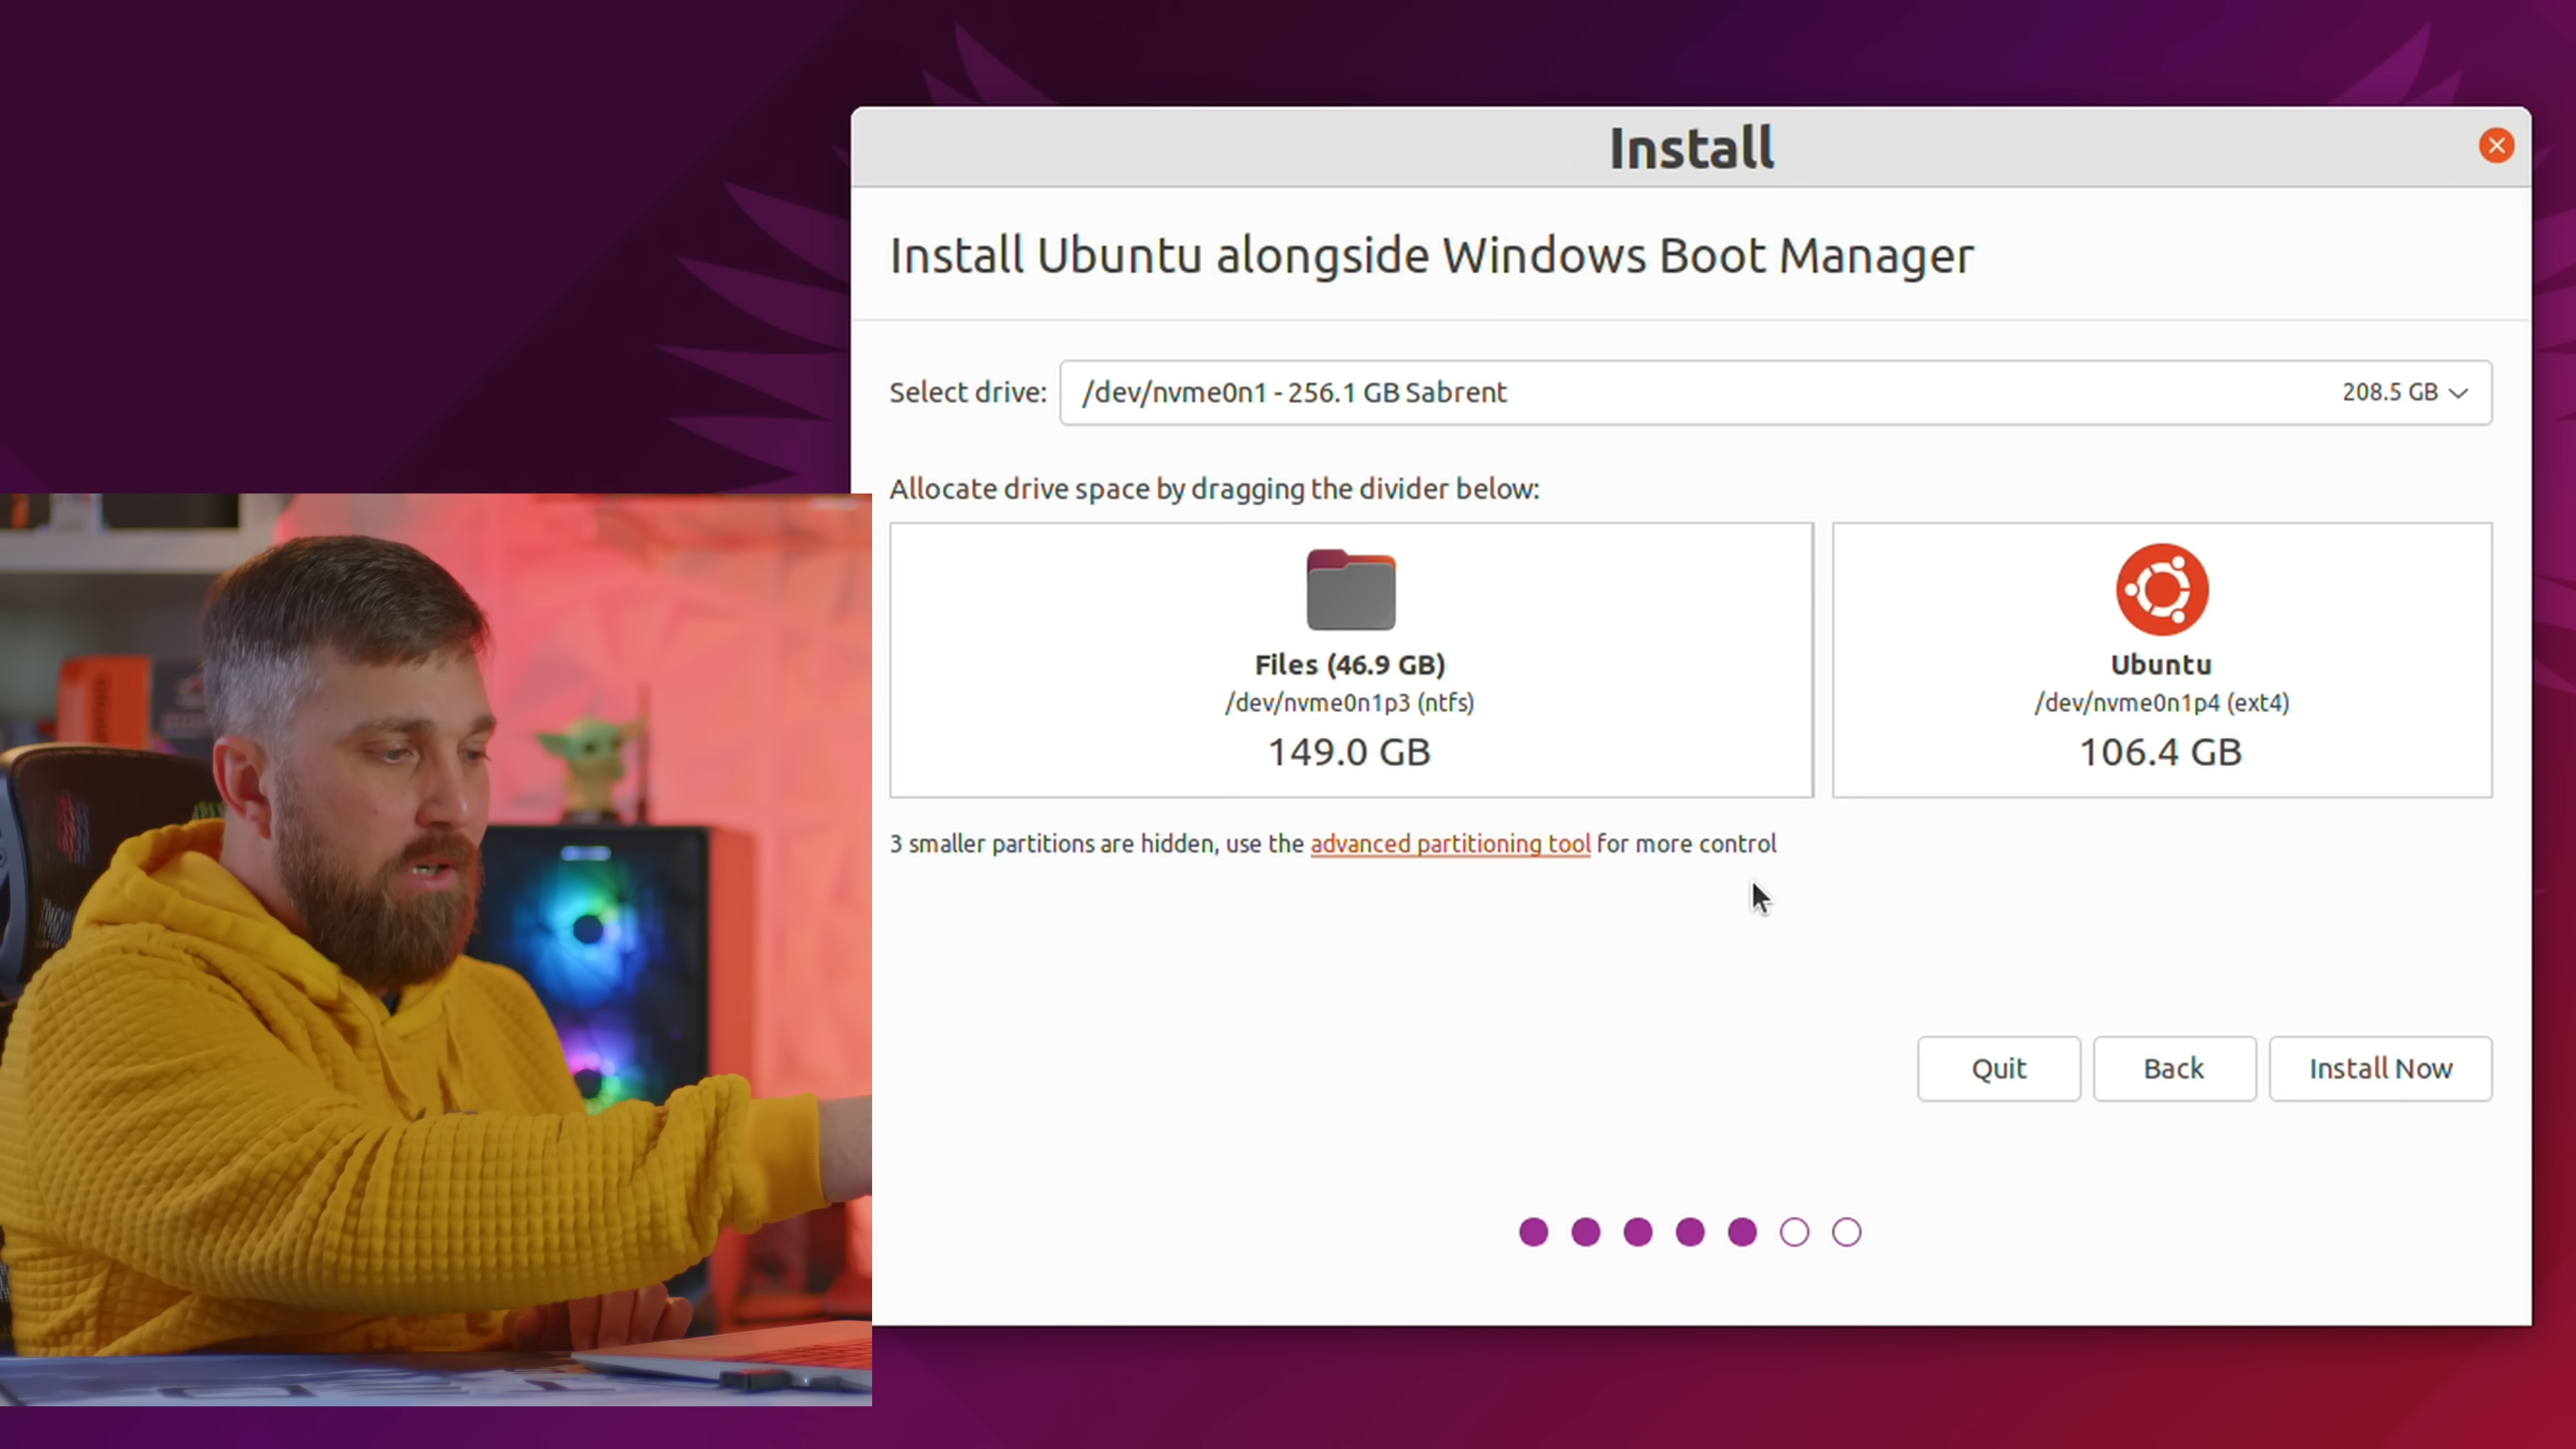 Install
Install Ubuntu alongside Windows Boot Manager
Select drive: /dev/nvme0n1 - 256.1 GB Sabrent 208.5 GB
Allocate drive space by dragging the divider below:
Files (46.9 GB)
/dev/nvme0n1p3 (ntfs)
149.0 GB
Ubuntu
/dev/nvme0n1p4 (ext4)
106.4 GB
3 smaller partitions are hidden, use the advanced partitioning tool for more control
Quit
Back
Install Now